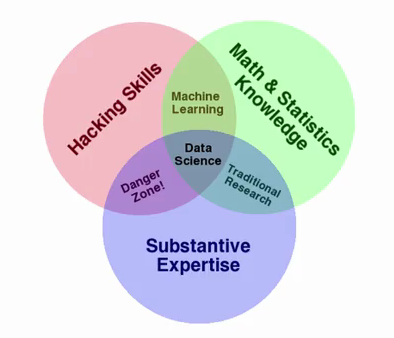 Hacking Skills
Math & Statistics
Knowledge
Machine
Learning
Data
Science
Danger
Zone!
Traditional
Research
Substantive
Expertise